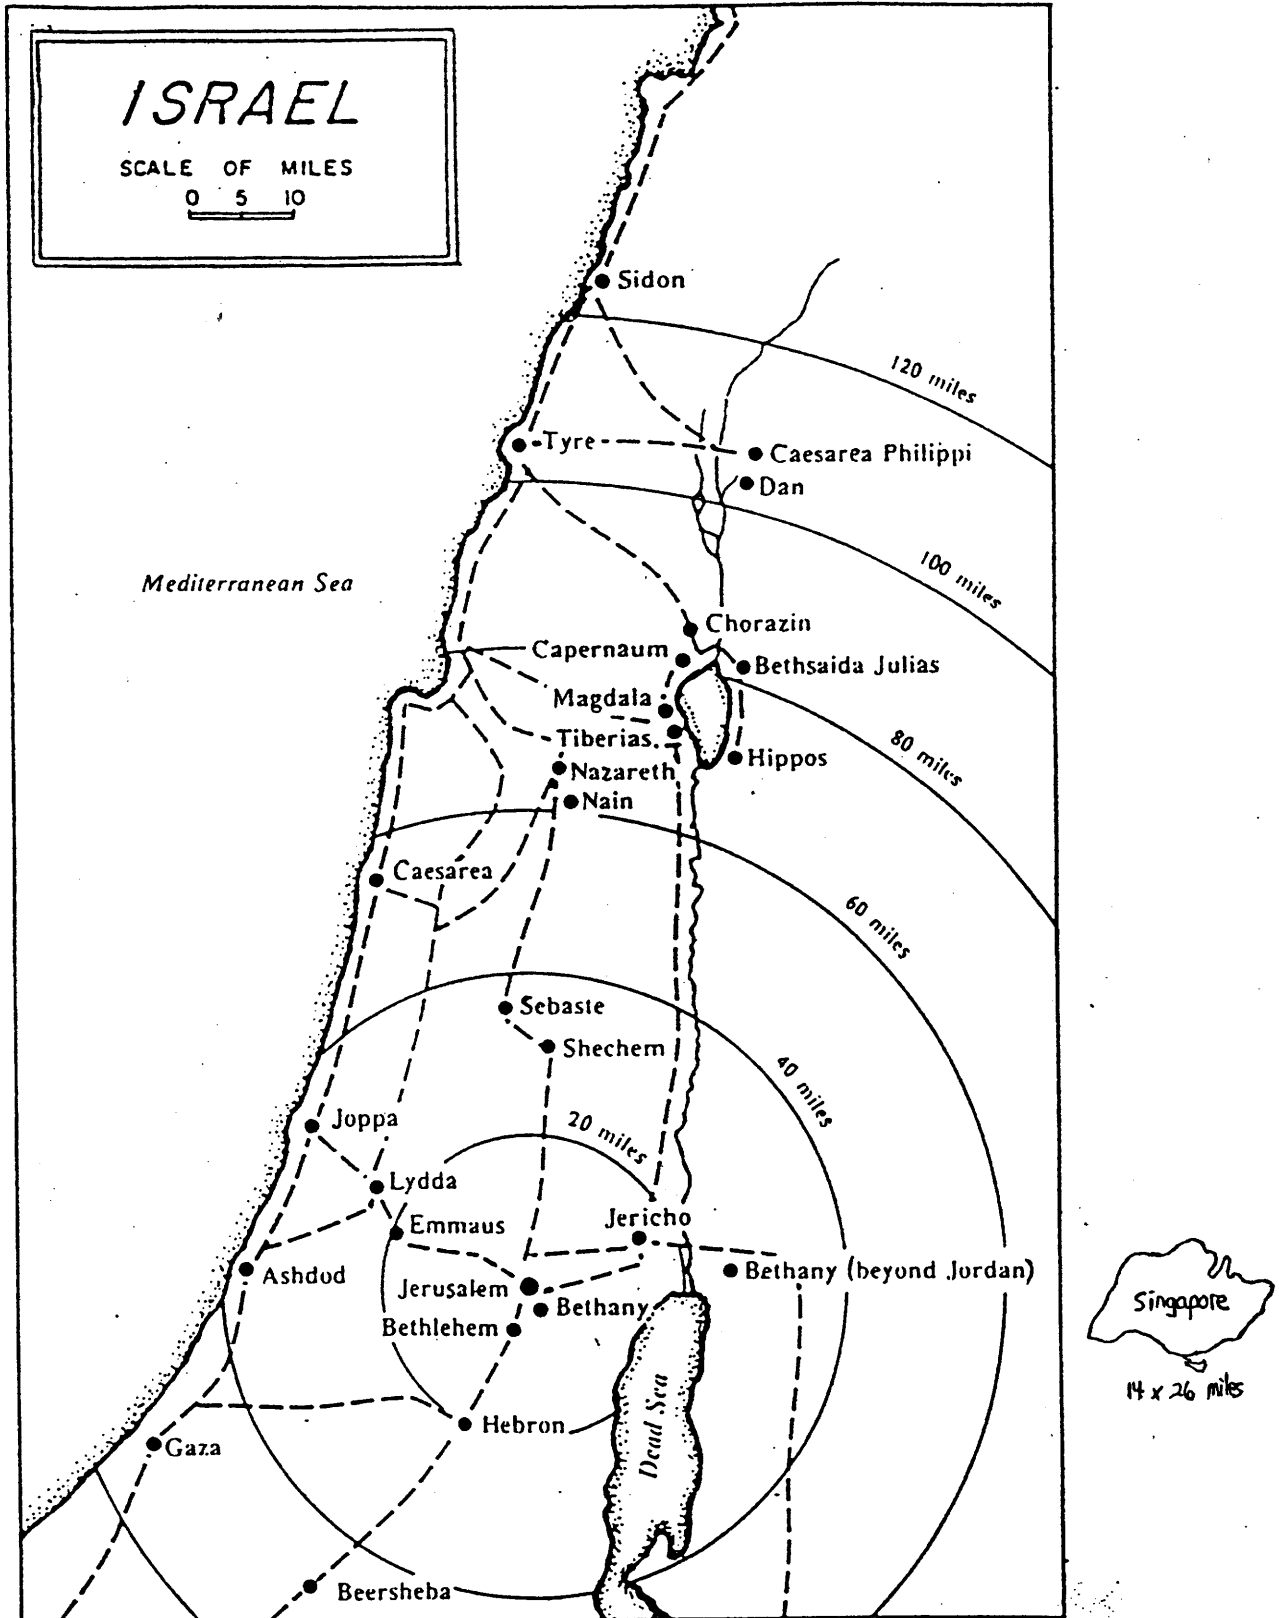 ISRAEL
SCALE OF MILES
0 5 10
Sidon
120 miles
Tyre
Caesarea Philippi
Dan
100 miles
Mediterranean Sea
Chorazin
Capernaum
Bethsaida Julias
Magdala
Tiberias
80 miles
Hippos
Nazareth
Nain
Caesarea
60 miles
Sebaste
Shechem
40 miles
Joppa
20 miles
Lydda
Emmaus
Jericho
Ashdod
Jerusalem
Bethany (beyond Jordan)
Bethany
Bethlehem
Singapore
14 x 26 miles
Dead Sea
Hebron
Gaza
Beersheba